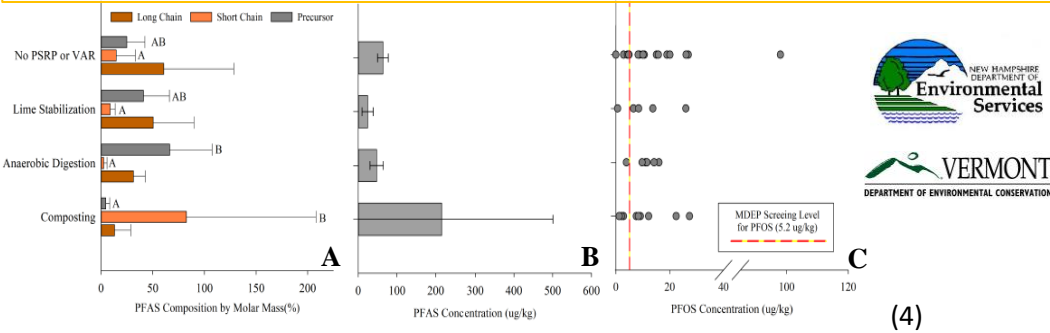 Long Chain Short Chain Precursor
No PSRP or VAR
Lime Stabilization
Anaerobic Digestion
Composting
AB
A
AB
A
B
A
A
B
A
0 50 100 150 200
PFAS Composition by Molar Mass(%)
B
0 100 200 300 400 500 600
PFAS Concentration (ug/kg)
MDEP Screeing Level
for PFOS (5.2 ug/kg)
C
0 10 20 30 40 100 120
PFOS Concentration (ug/kg)
NEW HAMPSHIRE
DEPARTMENT OF
Environmental
Services
VERMONT
DEPARTMENT OF ENVIRONMENTAL CONSERVATION
(4)